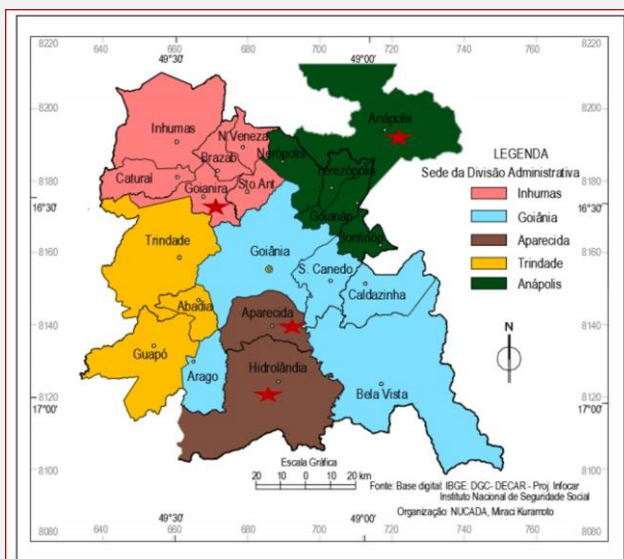 640 660 680 700 720 740
49°30' 49°00'
8220 8220
8200 8200
8180 8180
16°30' 16°30'
8160 8160
8140 8140
8120 8120
17°00' 17°00'
8100 8100
8080 8080
Anápolis
Inhumas
N.Veneza
Nerópolis
Brazab
Terezópolis
Caturaí
Goianira
Sto.Ant
Goianáp
Bonfinóp
Trindade
Goiânia
S. Canedo
Caldazinha
Abadia
Aparecida
Guapó
Arago
Hidrolândia
Bela Vista
LEGENDA
Sede da Divisão Administrativa
Inhumas
Goiânia
Aparecida
Trindade
Anápolis
N
Escala Gráfica
20 10 0 10 20 km
Fonte: Base digital: IBGE: DGC- DECAR - Proj. Infocar
Instituto Nacional de Seguridade Social
Organização: NUCADA, Miraci Kuramoto
49°30' 49°00'
640 660 680 700 720 740